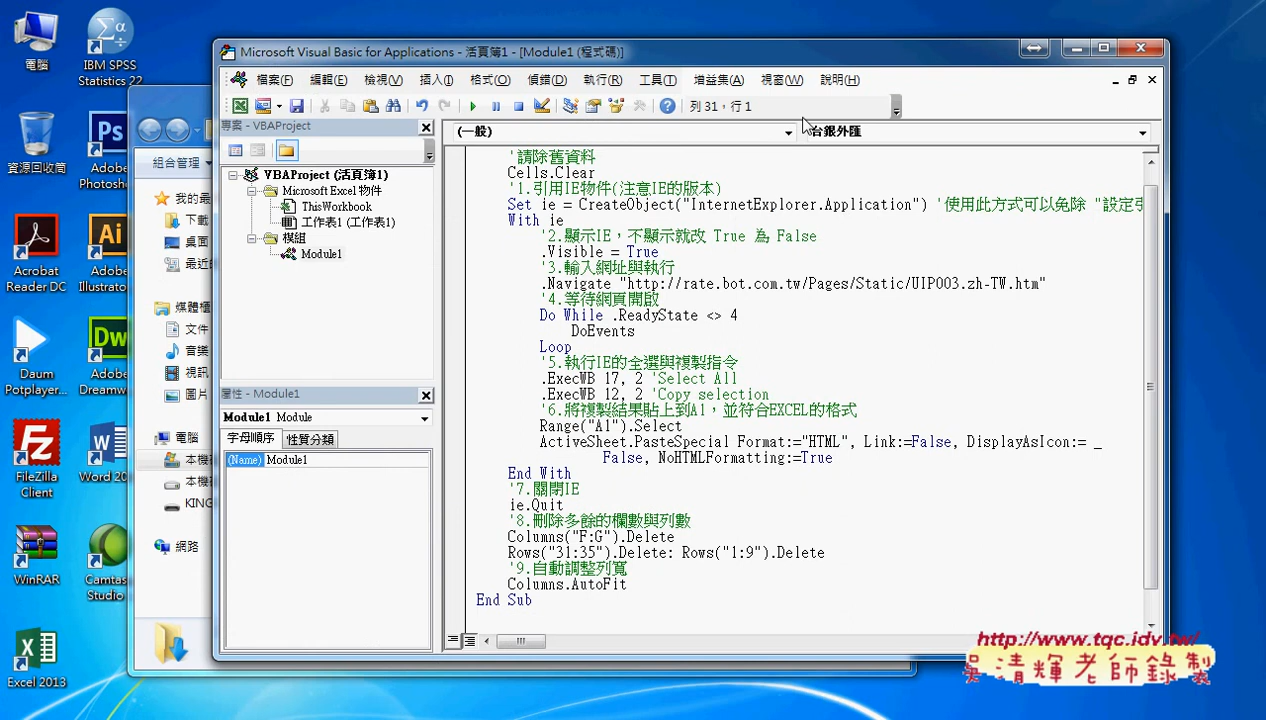 電腦
IBM SPSS
Statistics 22
資源回收筒
Adobe
Photosh...
Acrobat
Reader DC
Adobe
Illustrator
Daum
Potplayer...
Adobe
Dreamw
FileZilla
Client
Word 20
WinRAR
Camtas
Studio
Excel 2013
組合管理
我的最
下載
桌面
最近
媒體櫃
文件
音樂
視訊
圖片
電腦
本機
本機
KING
網路
Microsoft Visual Basic for Applications - 活頁簿1 - [Module1 (程式碼)]
檔案(F) 編輯(E) 檢視(V) 插入(I) 格式(O) 偵錯(D) 執行(R) 工具(T) 增益集(A) 視窗(W) 說明(H)
列 31，行 1
專案 - VBAProject
VBAProject (活頁簿1)
Microsoft Excel 物件
ThisWorkbook
工作表1 (工作表1)
模組
Module1
屬性 - Module1
Module1 Module
字母順序 性質分類
(Name) Module1
(一般) 台銀外匯
'請除舊資料
Cells.Clear
'1.引用IE物件(注意IE的版本)
Set ie = CreateObject("InternetExplorer.Application") '使用此方式可以免除 "設定引
With ie
'2.顯示IE，不顯示就改 True 為 False
.Visible = True
'3.輸入網址與執行
.Navigate "http://rate.bot.com.tw/Pages/Static/UIP003.zh-TW.htm"
'4.等待網頁開啟
Do While .ReadyState <> 4
DoEvents
Loop
'5.執行IE的全選與複製指令
.ExecWB 17, 2 'Select All
.ExecWB 12, 2 'Copy selection
'6.將複製結果貼上到A1，並符合EXCEL的格式
Range("A1").Select
ActiveSheet.PasteSpecial Format:="HTML", Link:=False, DisplayAsIcon:= _
False, NoHTMLFormatting:=True
End With
'7.關閉IE
ie.Quit
'8.刪除多餘的欄數與列數
Columns("F:G").Delete
Rows("31:35").Delete: Rows("1:9").Delete
'9.自動調整列寬
Columns.AutoFit
End Sub
http://www.tqc.idv.tw/
吳清輝老師錄製